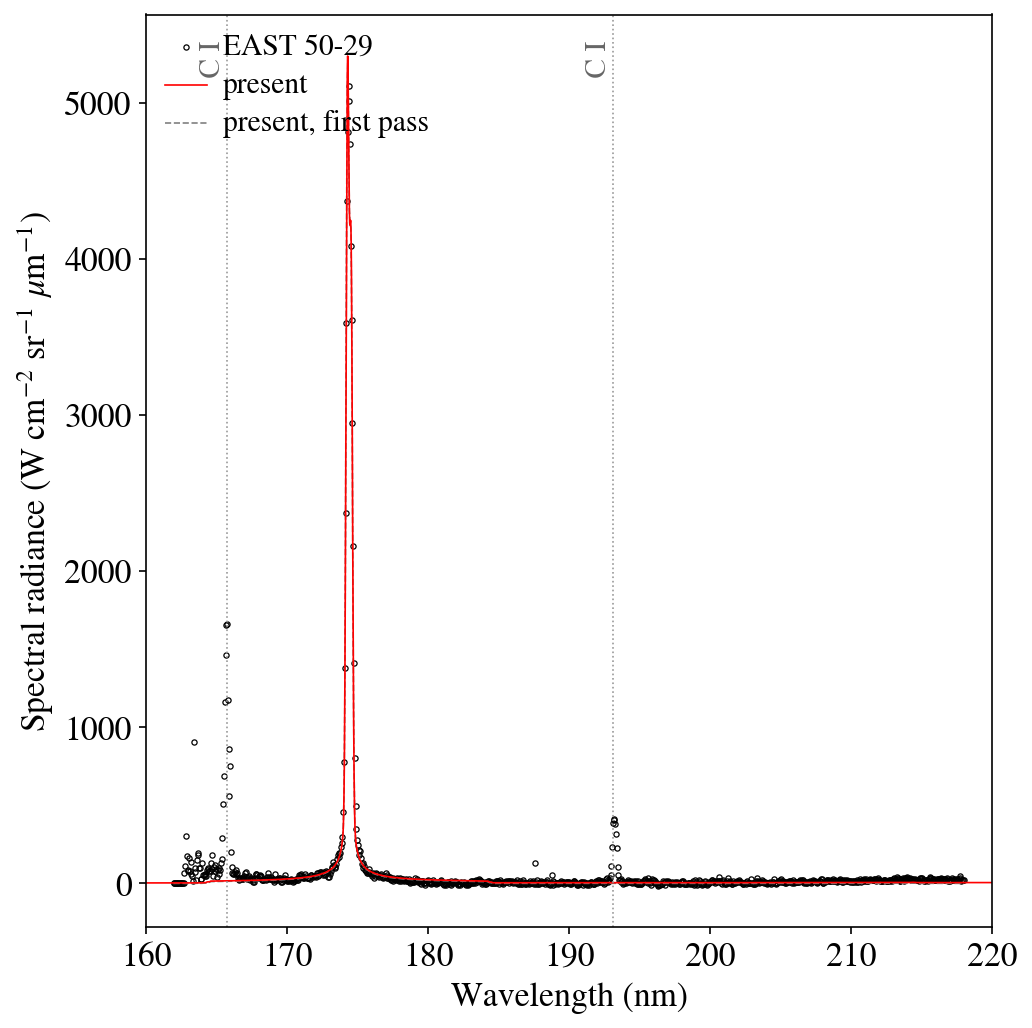 C I
EAST 50-29
C I
present
present, first pass
5000
4000
3000
2000
1000
0
Spectral radiance (W cm⁻² sr⁻¹ μm⁻¹)
160 170 180 190 200 210 220
Wavelength (nm)